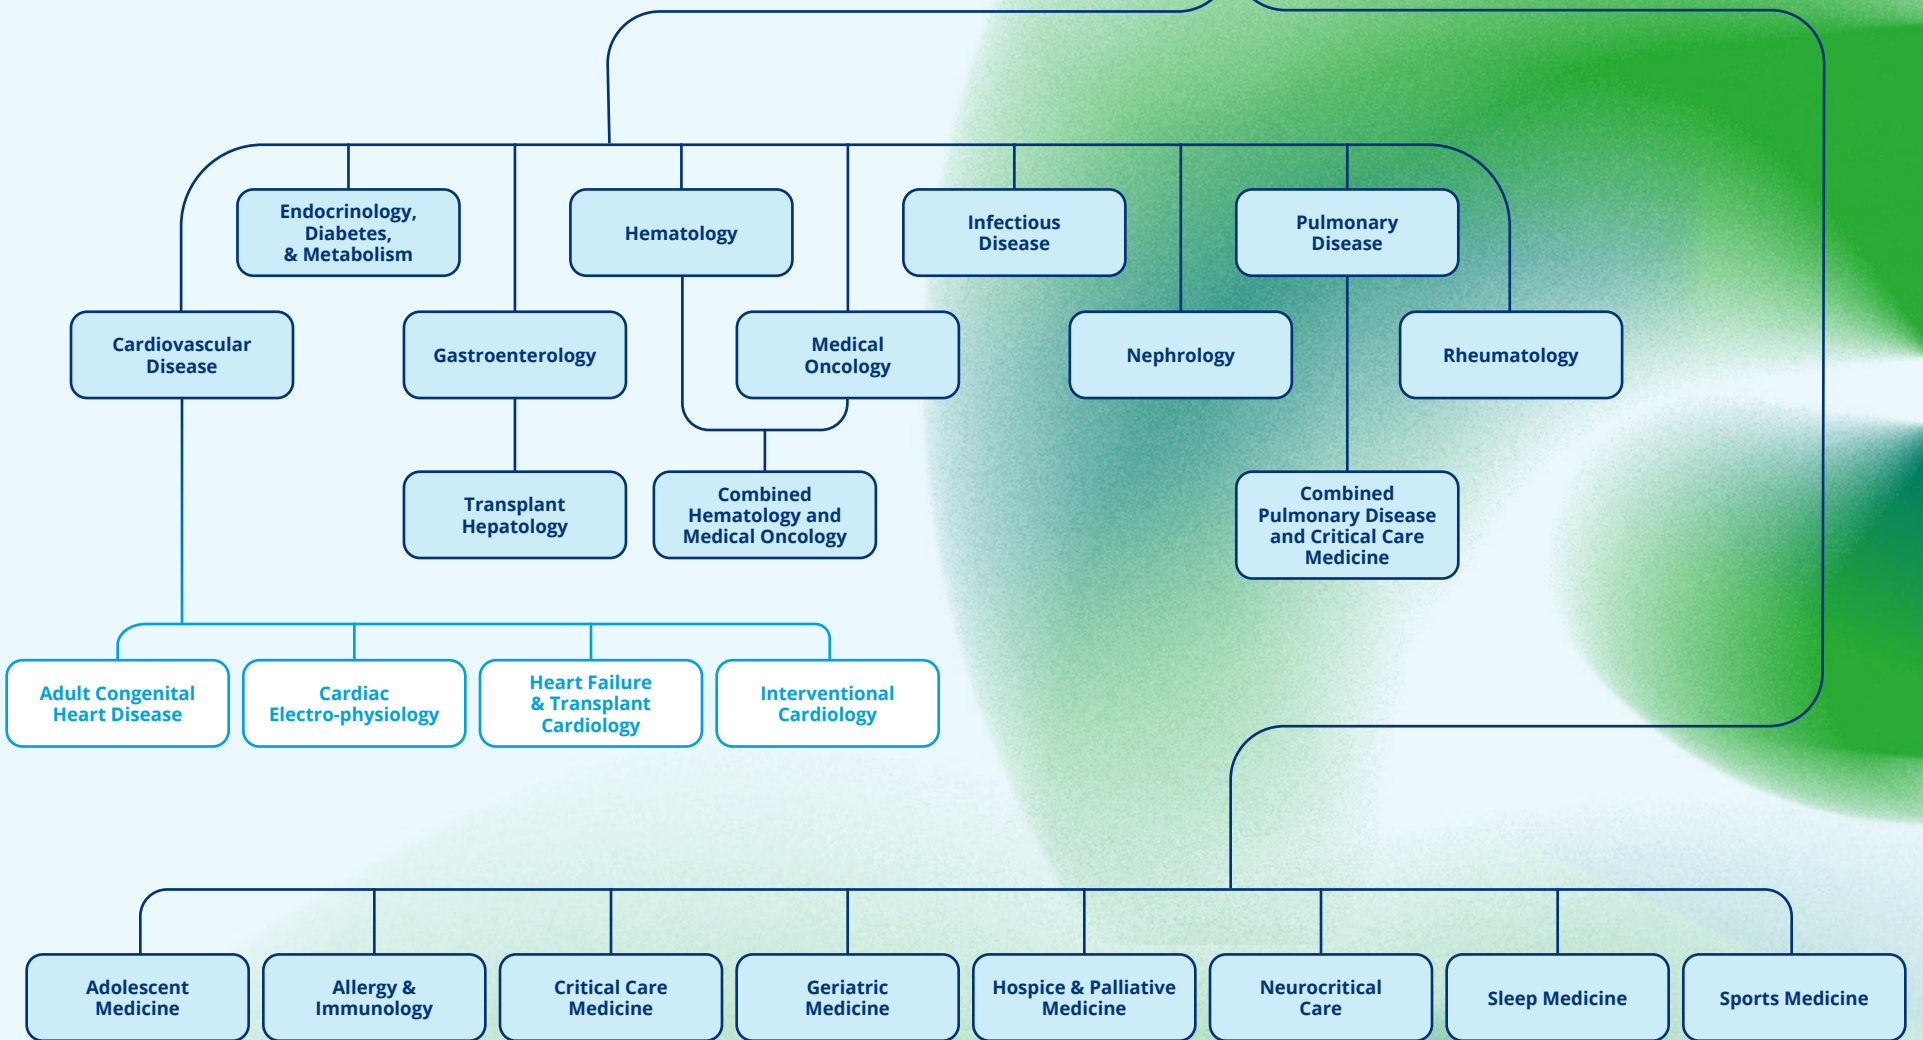 Endocrinology,
Diabetes,
& Metabolism
Hematology
Infectious
Disease
Pulmonary
Disease
Cardiovascular
Disease
Gastroenterology
Medical
Oncology
Nephrology
Rheumatology
Transplant
Hepatology
Combined
Hematology and
Medical Oncology
Combined
Pulmonary Disease
and Critical Care
Medicine
Adult Congenital
Heart Disease
Cardiac
Electro-physiology
Heart Failure
& Transplant
Cardiology
Interventional
Cardiology
Adolescent
Medicine
Allergy &
Immunology
Critical Care
Medicine
Geriatric
Medicine
Hospice & Palliative
Medicine
Neurocritical
Care
Sleep Medicine
Sports Medicine